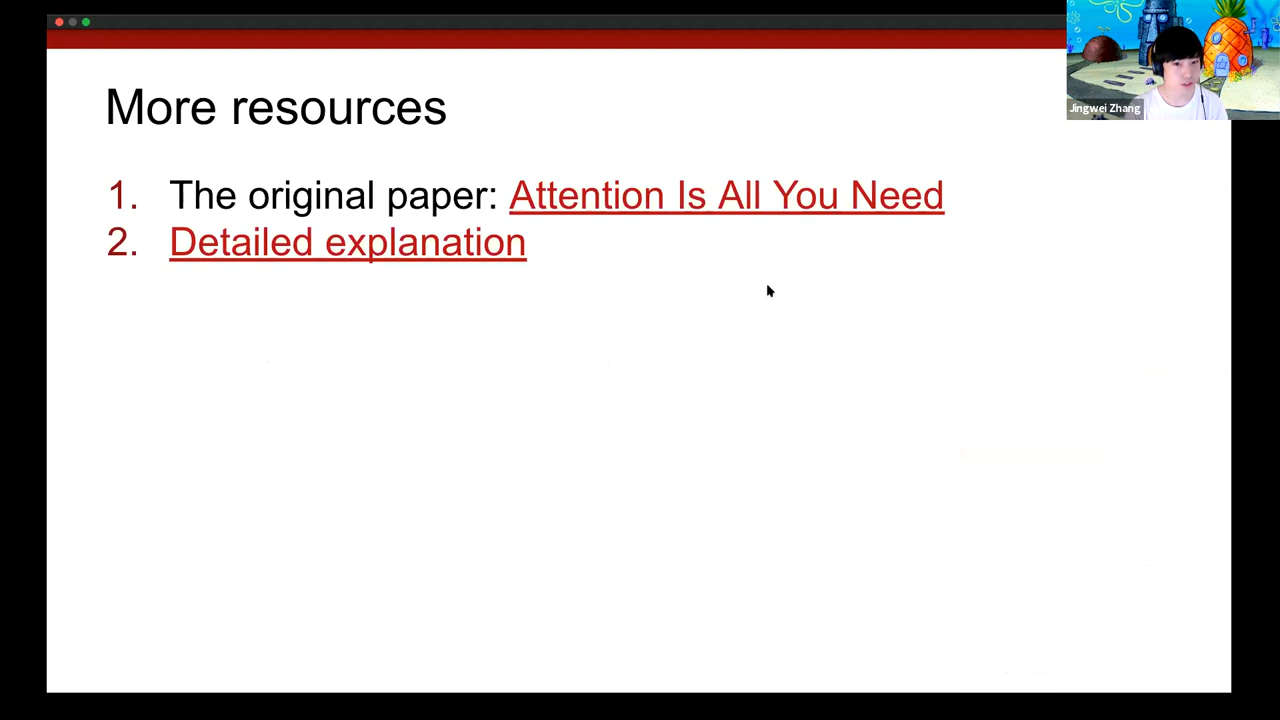 More resources
1. The original paper: Attention Is All You Need
2. Detailed explanation
Jingwei Zhang